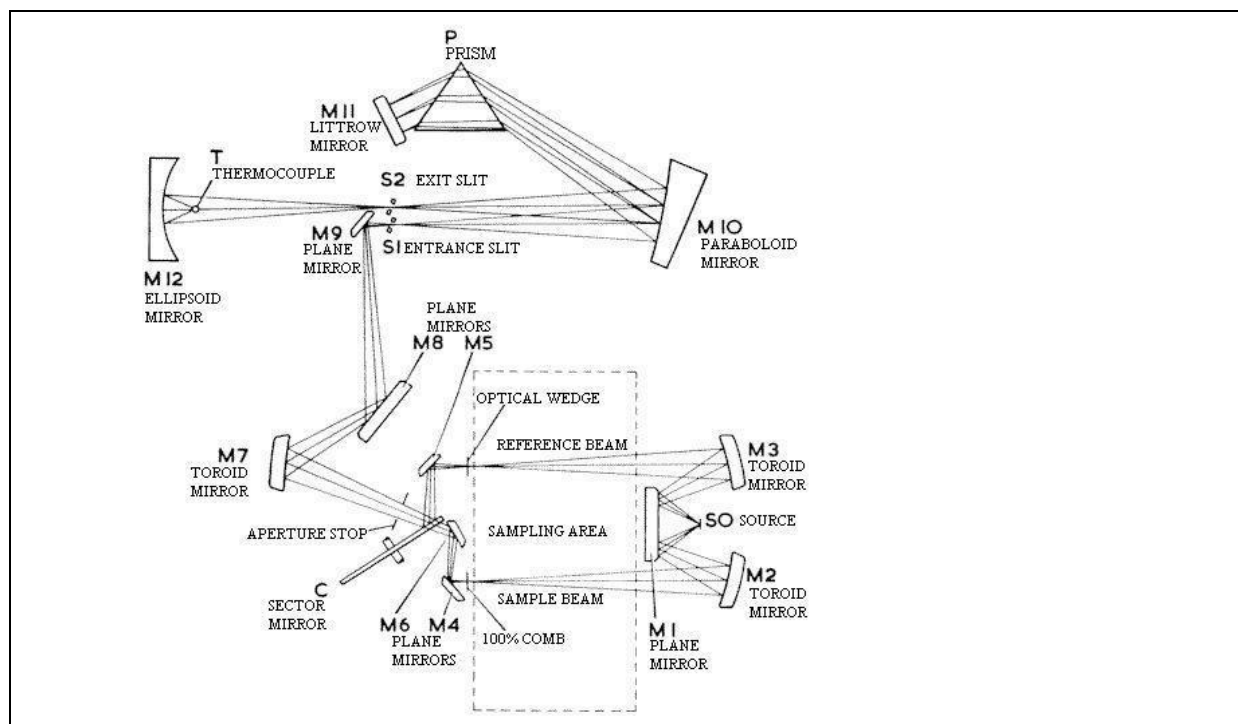 P
PRISM
M11
LITTROW
MIRROR
T
THERMOCOUPLE
S2 EXIT SLIT
M9
PLANE
MIRROR
S1 ENTRANCE SLIT
M10
PARABOLOID
MIRROR
M12
ELLIPSOID
MIRROR
PLANE
MIRRORS
M8 M5
OPTICAL WEDGE
REFERENCE BEAM
M7
TOROID
MIRROR
M3
TOROID
MIRROR
APERTURE STOP
SAMPLING AREA
SO SOURCE
C
SECTOR
MIRROR
M6 M4
PLANE
MIRRORS
SAMPLE BEAM
100% COMB
M2
TOROID
MIRROR
M1
PLANE
MIRROR